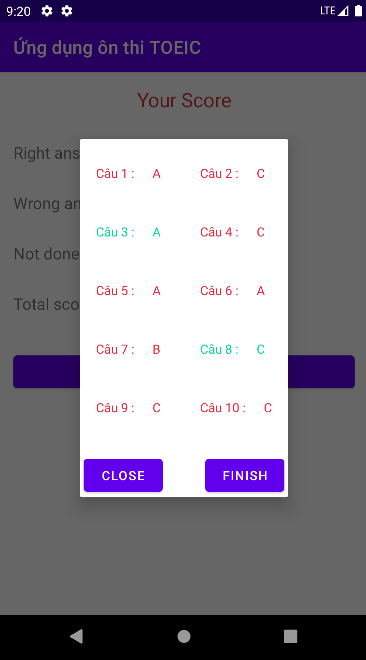 9:20 LTE
Ứng dụng ôn thi TOEIC
Your Score
Right ans
Wrong an
Not done
Total sco
Câu 1 : A Câu 2 : C
Câu 3 : A Câu 4 : C
Câu 5 : A Câu 6 : A
Câu 7 : B Câu 8 : C
Câu 9 : C Câu 10 : C
CLOSE FINISH